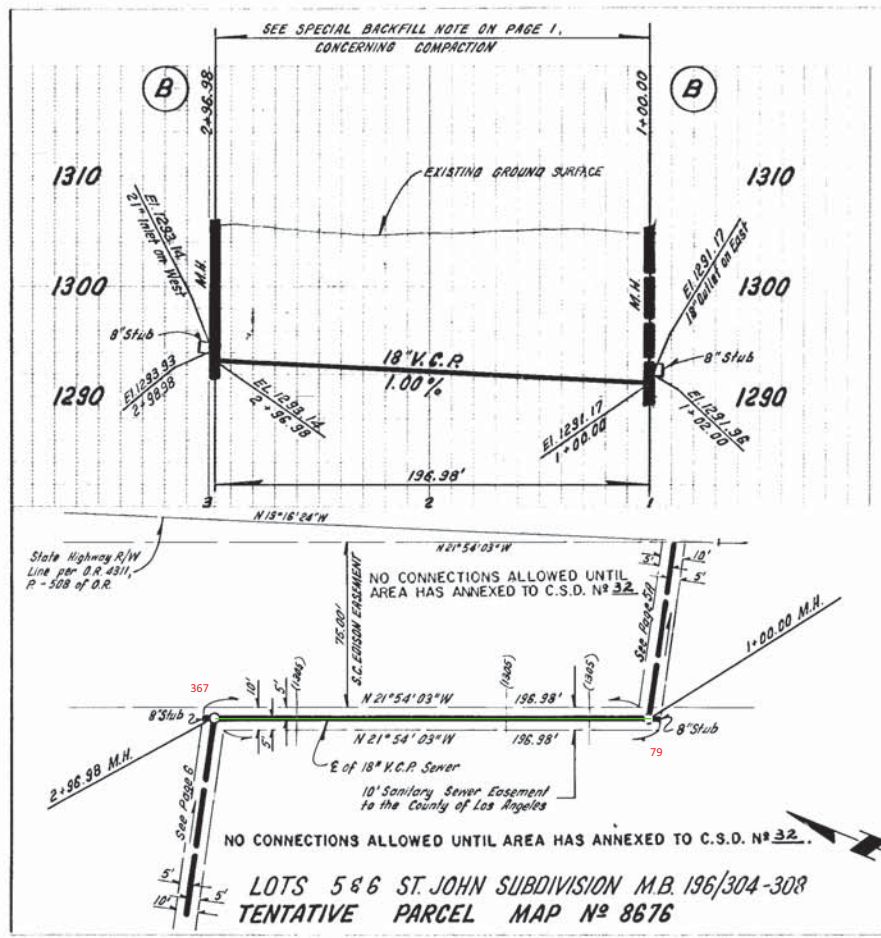 SEE SPECIAL BACKFILL NOTE ON PAGE 1,
CONCERNING COMPACTION
B
2+96.98
1+00.00
B
1310
EXISTING GROUND SURFACE
1310
El. 1293.14
21" Inlet on West
M.H.
M.H.
El. 1291.17
18" Outlet on East
1300
1300
8" Stub
8" Stub
18" V.C.P.
1.00%
El. 1293.93
2+98.98
EL. 1293.14
2+96.98
El. 1291.17
1+00.00
El. 1291.96
1+02.00
1290
1290
196.98'
3
2
1
N 19°16'24" W
State Highway R/W
Line per O.R. 4311,
P.-508 of O.R.
N 21°54'03" W
75.00'
S.C. EDISON EASEMENT
NO CONNECTIONS ALLOWED UNTIL
AREA HAS ANNEXED TO C.S.D. Nº 32
5'
10'
5'
See Page 5A
1+00.00 M.H.
367
10'
5'
(1305)
(1305)
(1305)
N 21°54'03" W
196.98'
8" Stub
8" Stub
79
5'
N 21°54'03" W
196.98'
2+96.98 M.H.
See Page 6
℄ of 18" V.C.P. Sewer
10' Sanitary Sewer Easement
to the County of Los Angeles
NO CONNECTIONS ALLOWED UNTIL AREA HAS ANNEXED TO C.S.D. Nº 32.
5'
10'
5'
LOTS 5 & 6 ST. JOHN SUBDIVISION M.B. 196/304-308
TENTATIVE PARCEL MAP Nº 8676